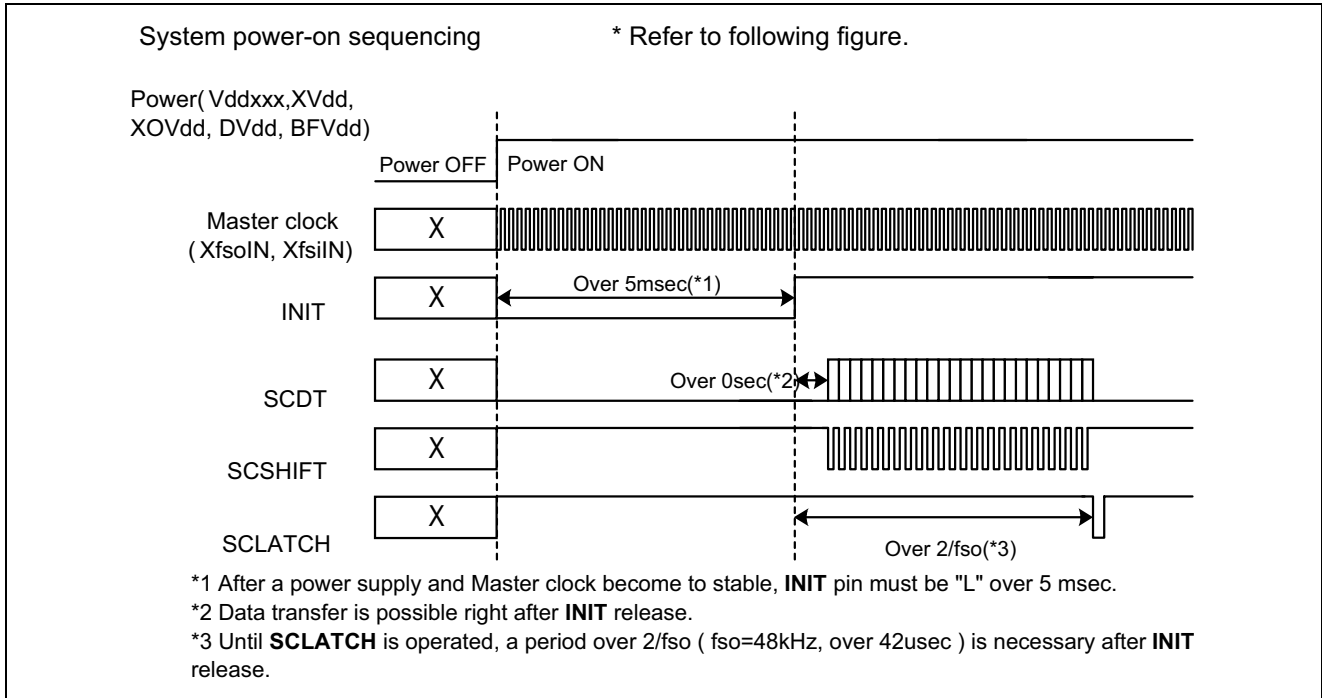 System power-on sequencing * Refer to following figure.
Power( Vddxxx,XVdd,
XOVdd, DVdd, BFVdd)
Power OFF Power ON
Master clock
( XfsoIN, XfsiIN)
X
INIT
X
Over 5msec(*1)
SCDT
X
Over 0sec(*2)
SCSHIFT
X
SCLATCH
X
Over 2/fso(*3)
*1 After a power supply and Master clock become to stable, INIT pin must be "L" over 5 msec.
*2 Data transfer is possible right after INIT release.
*3 Until SCLATCH is operated, a period over 2/fso ( fso=48kHz, over 42usec ) is necessary after INIT
release.